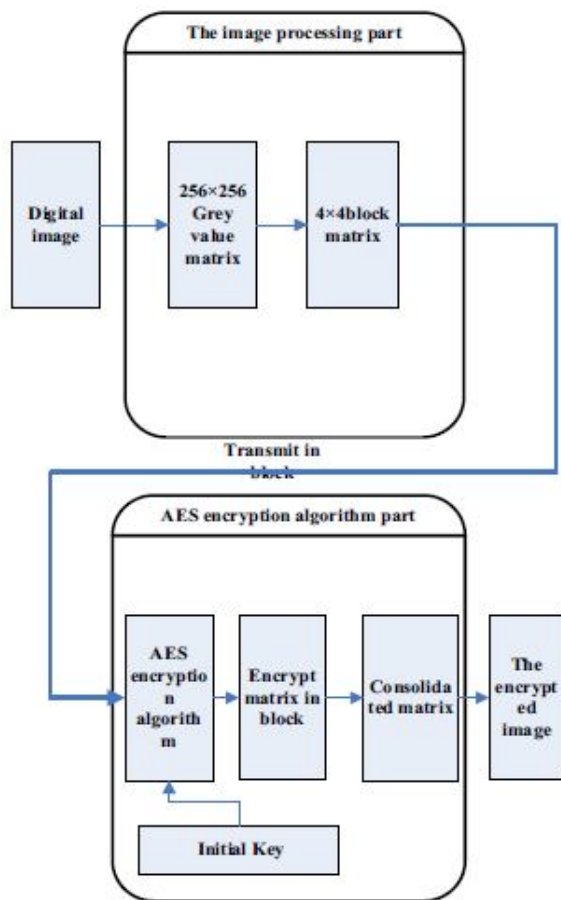 The image processing part
Digital
image
256×256
Grey
value
matrix
4×4block
matrix
Transmit in
block
AES encryption algorithm part
AES
encryptio
n
algorith
m
Encrypt
matrix in
block
Consolida
ted matrix
The
encrypt
ed
image
Initial Key